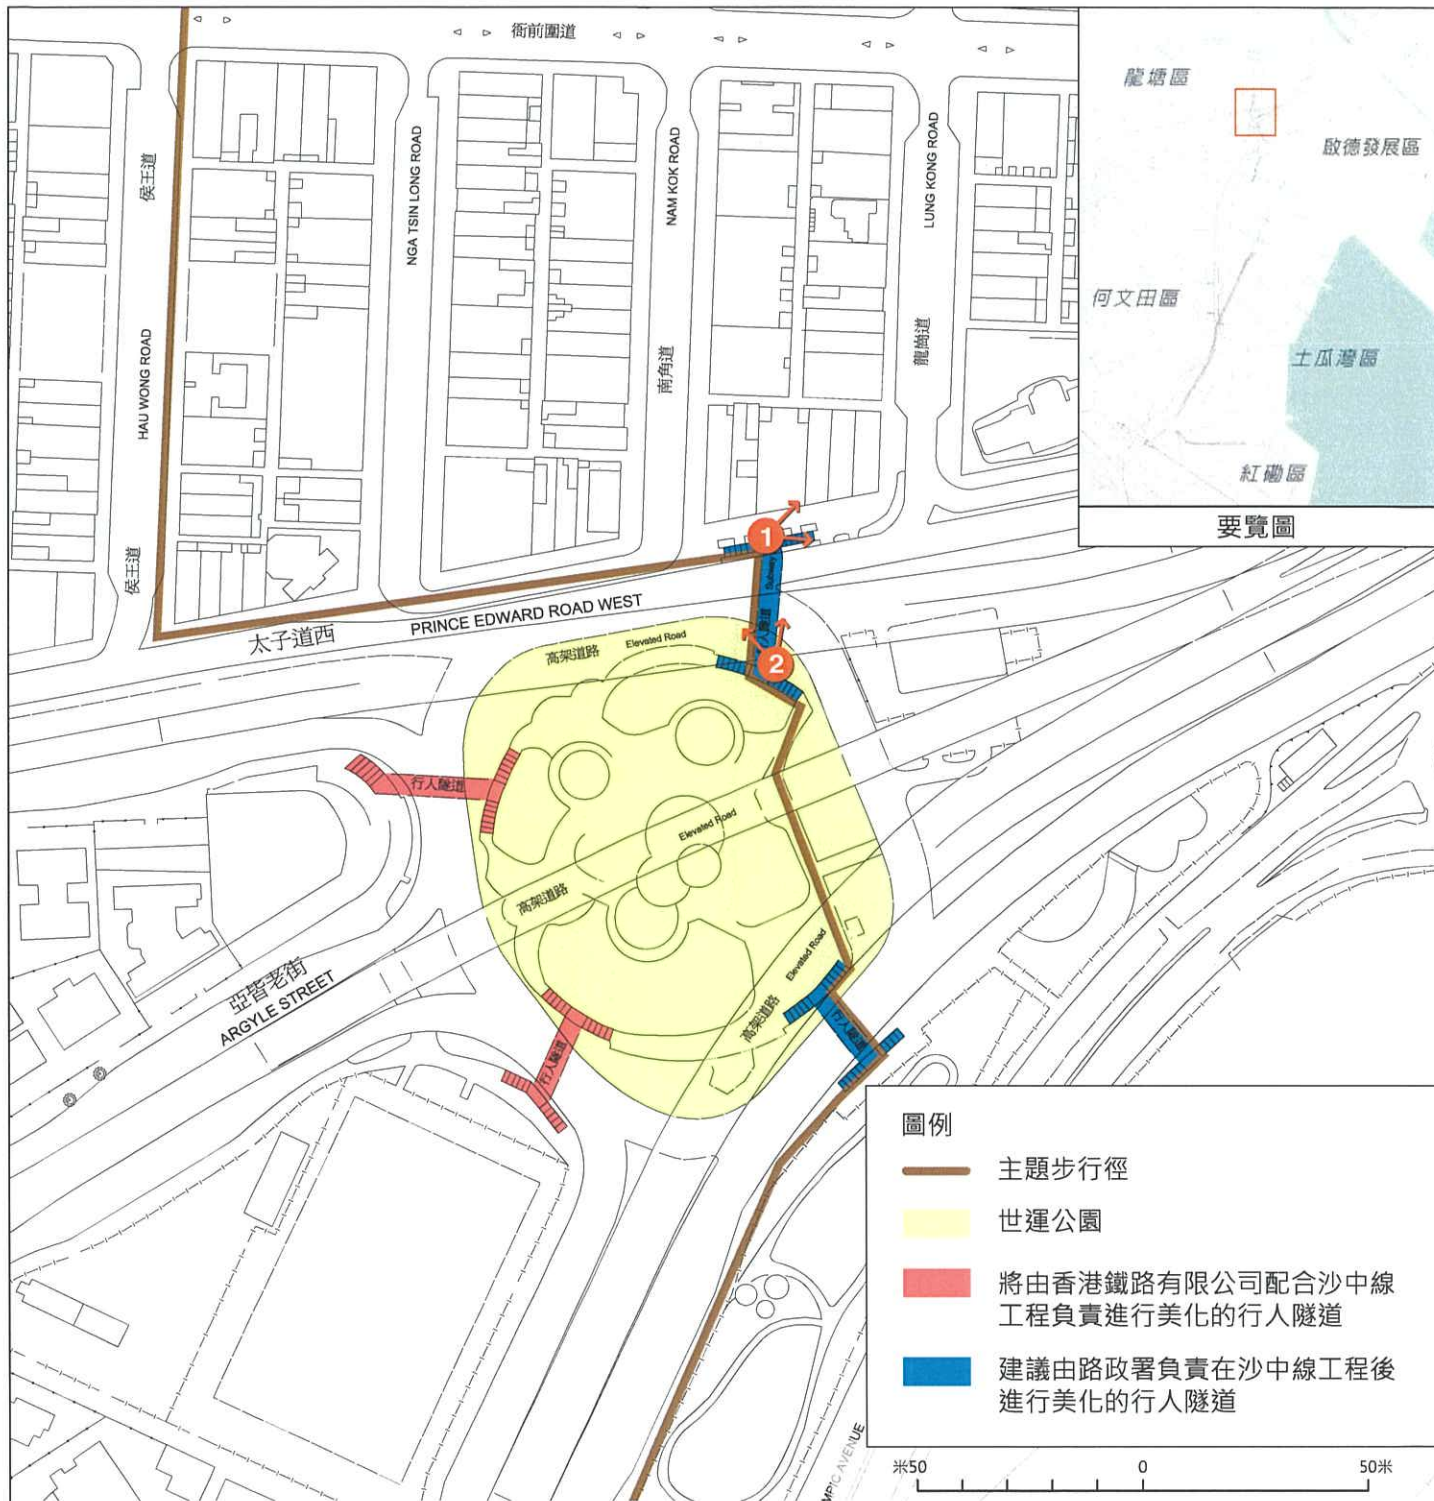 衙前圍道
龍塘區
啟德發展區
何文田區
土瓜灣區
紅磡區
要覽圖
侯王道
HAU WONG ROAD
侯王道
NGA TSIN LONG ROAD
NAM KOK ROAD
南角道
LUNG KONG ROAD
龍崗道
1
Subway
行人隧道
2
太子道西
PRINCE EDWARD ROAD WEST
高架道路
Elevated Road
行人隧道
Elevated Road
高架道路
Elevated Road
高架道路
行人隧道
行人隧道
亞皆老街
ARGYLE STREET
MPIC AVENUE
圖例
主題步行徑
世運公園
將由香港鐵路有限公司配合沙中線
工程負責進行美化的行人隧道
建議由路政署負責在沙中線工程後
進行美化的行人隧道
米50
0
50米